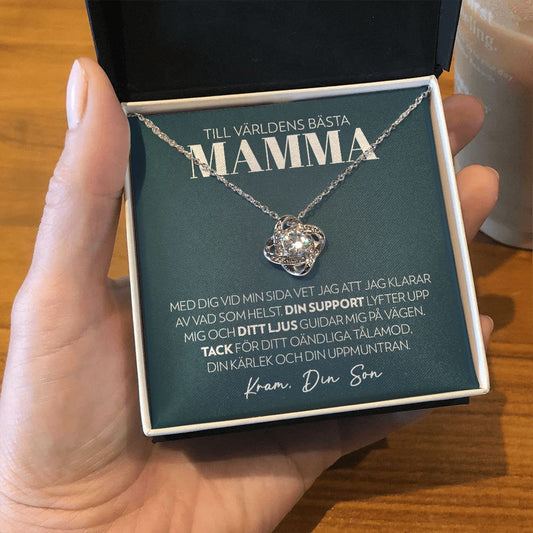 TILL VÄRLDENS BÄSTA
MAMMA
MED DIG VID MIN SIDA VET JAG ATT JAG KLARAR
AV VAD SOM HELST. DIN SUPPORT LYFTER UPP
MIG OCH DITT LJUS GUIDAR MIG PÅ VÄGEN.
TACK FÖR DITT OÄNDLIGA TÅLAMOD,
DIN KÄRLEK OCH DIN UPPMUNTRAN.
Kram, Din Son